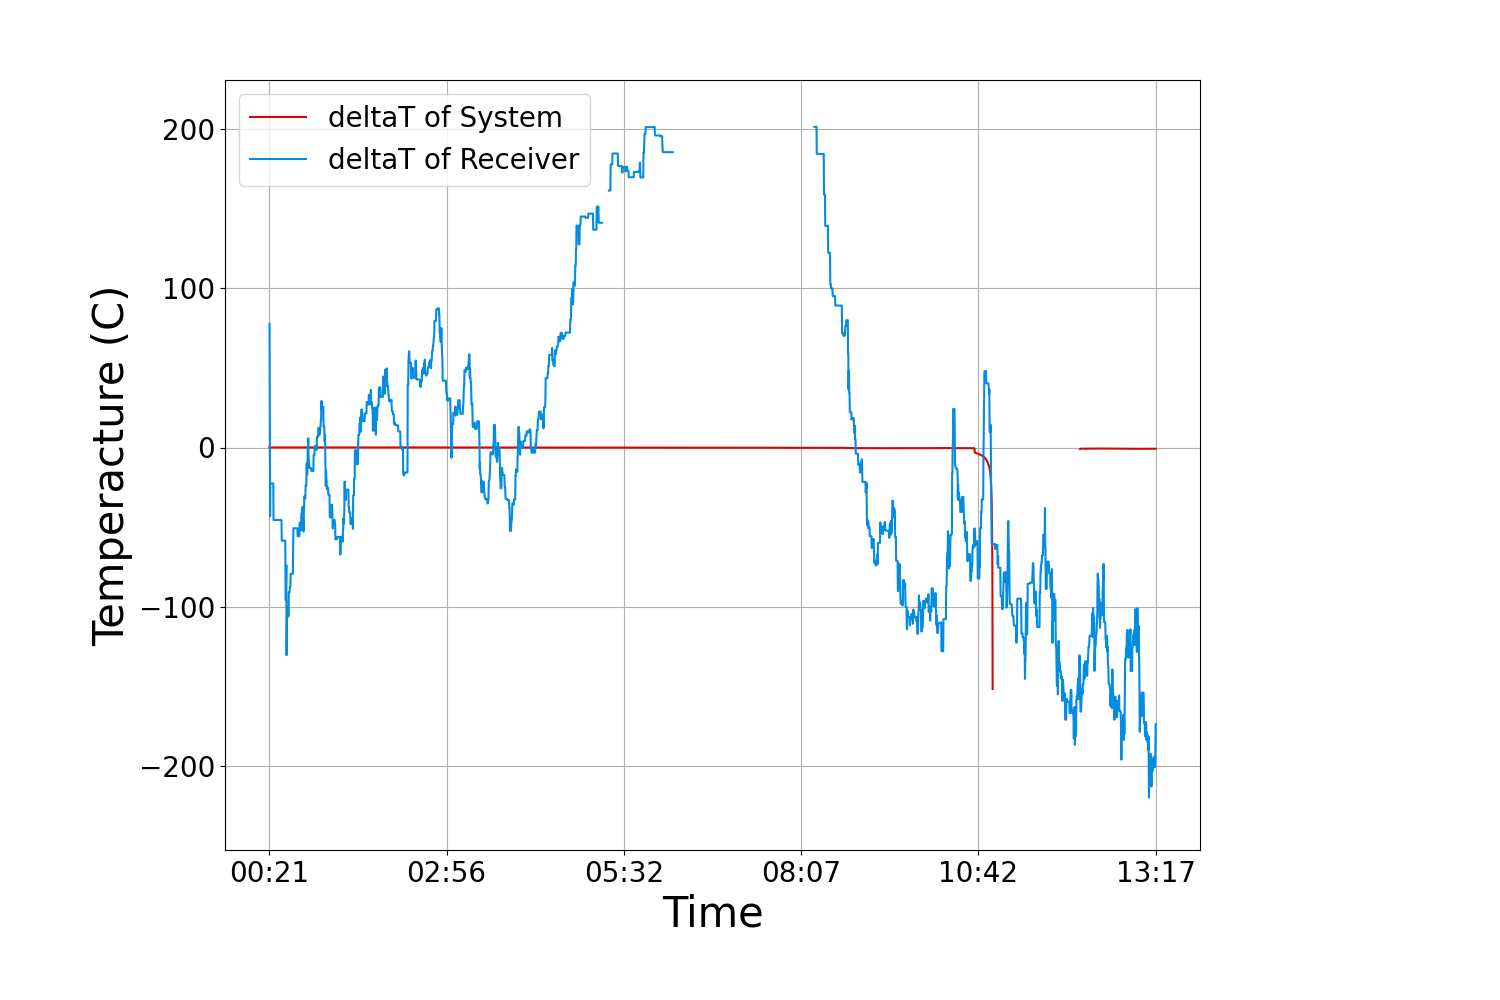 deltaT of System
deltaT of Receiver
200
100
0
−100
−200
Temperacture (C)
00:21 02:56 05:32 08:07 10:42 13:17
Time